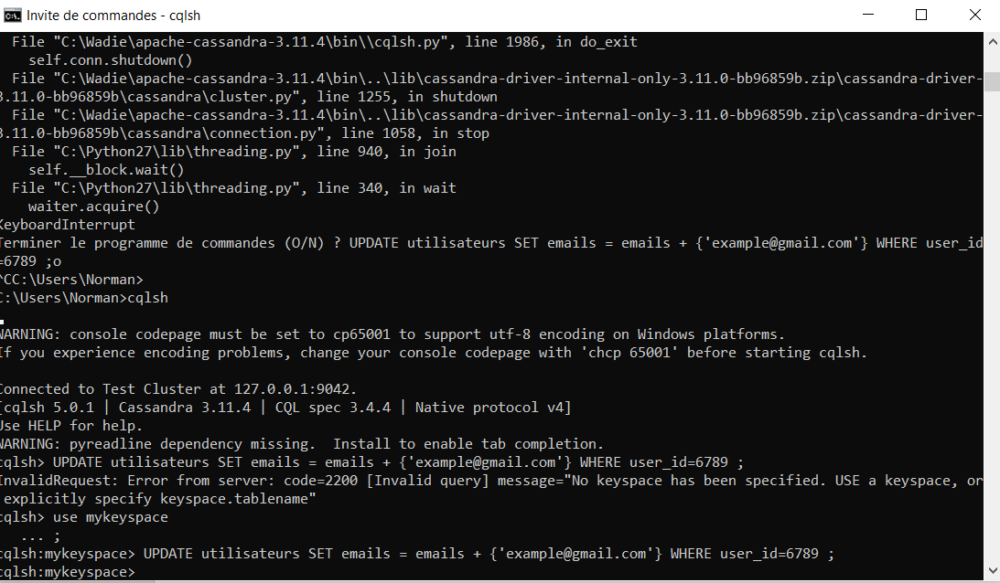 Invite de commandes - cqlsh
File "C:\Wadie\apache-cassandra-3.11.4\bin\\cqlsh.py", line 1986, in do_exit
self.conn.shutdown()
File "C:\Wadie\apache-cassandra-3.11.4\bin\..\lib\cassandra-driver-internal-only-3.11.0-bb96859b.zip\cassandra-driver-
3.11.0-bb96859b\cassandra\cluster.py", line 1255, in shutdown
File "C:\Wadie\apache-cassandra-3.11.4\bin\..\lib\cassandra-driver-internal-only-3.11.0-bb96859b.zip\cassandra-driver-
3.11.0-bb96859b\cassandra\connection.py", line 1058, in stop
File "C:\Python27\lib\threading.py", line 940, in join
self.__block.wait()
File "C:\Python27\lib\threading.py", line 340, in wait
waiter.acquire()
KeyboardInterrupt
Terminer le programme de commandes (O/N) ? UPDATE utilisateurs SET emails = emails + {'example@gmail.com'} WHERE user_id
=6789 ;o
^CC:\Users\Norman>
C:\Users\Norman>cqlsh
WARNING: console codepage must be set to cp65001 to support utf-8 encoding on Windows platforms.
If you experience encoding problems, change your console codepage with 'chcp 65001' before starting cqlsh.
Connected to Test Cluster at 127.0.0.1:9042.
[cqlsh 5.0.1 | Cassandra 3.11.4 | CQL spec 3.4.4 | Native protocol v4]
Use HELP for help.
WARNING: pyreadline dependency missing.  Install to enable tab completion.
cqlsh> UPDATE utilisateurs SET emails = emails + {'example@gmail.com'} WHERE user_id=6789 ;
InvalidRequest: Error from server: code=2200 [Invalid query] message="No keyspace has been specified. USE a keyspace, or
explicitly specify keyspace.tablename"
cqlsh> use mykeyspace
... ;
cqlsh:mykeyspace> UPDATE utilisateurs SET emails = emails + {'example@gmail.com'} WHERE user_id=6789 ;
cqlsh:mykeyspace>